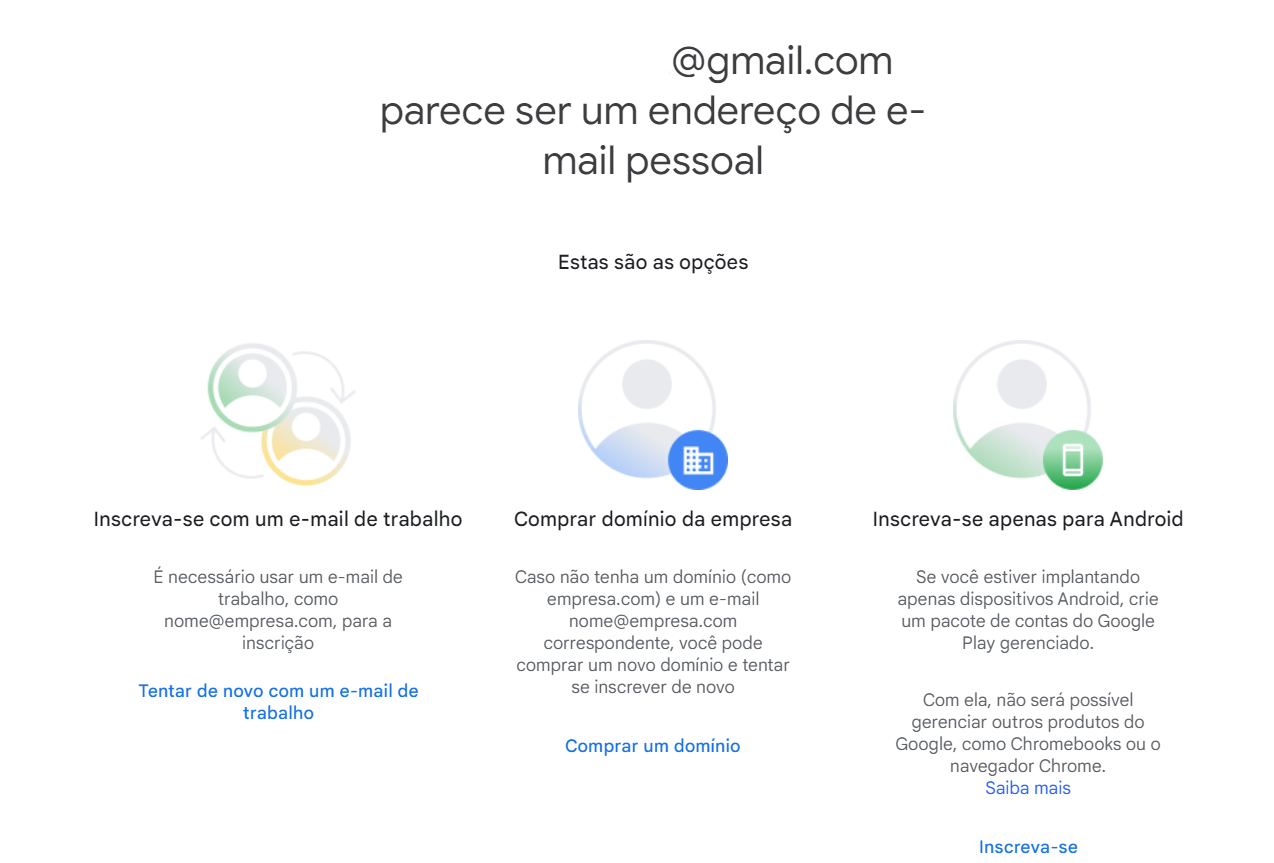 @gmail.com
parece ser um endereço de e-
mail pessoal
Estas são as opções
Inscreva-se com um e-mail de trabalho
É necessário usar um e-mail de
trabalho, como
nome@empresa.com, para a
inscrição
Tentar de novo com um e-mail de
trabalho
Comprar domínio da empresa
Caso não tenha um domínio (como
empresa.com) e um e-mail
nome@empresa.com
correspondente, você pode
comprar um novo domínio e tentar
se inscrever de novo
Comprar um domínio
Inscreva-se apenas para Android
Se você estiver implantando
apenas dispositivos Android, crie
um pacote de contas do Google
Play gerenciado.
Com ela, não será possível
gerenciar outros produtos do
Google, como Chromebooks ou o
navegador Chrome.
Saiba mais
Inscreva-se